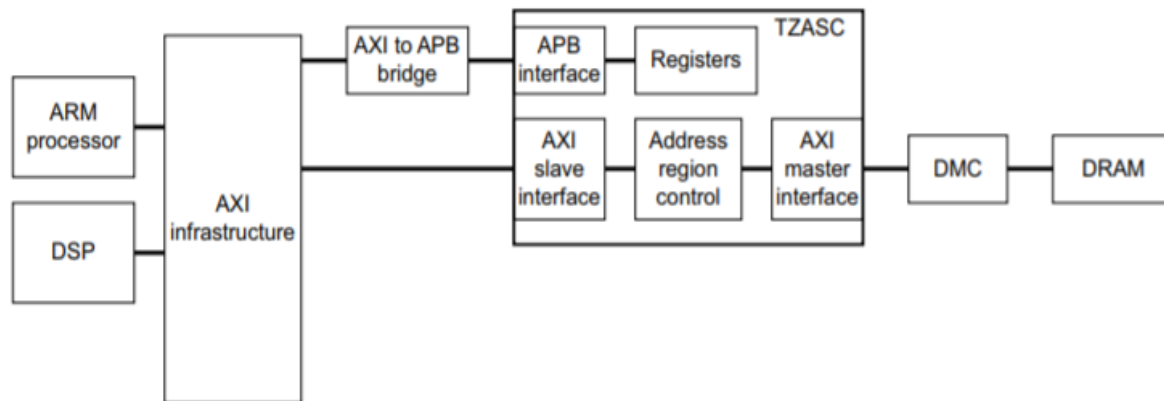 TZASC
AXI to APB
bridge
APB
interface
Registers
ARM
processor
AXI
slave
interface
Address
region
control
AXI
master
interface
DMC
DRAM
AXI
infrastructure
DSP